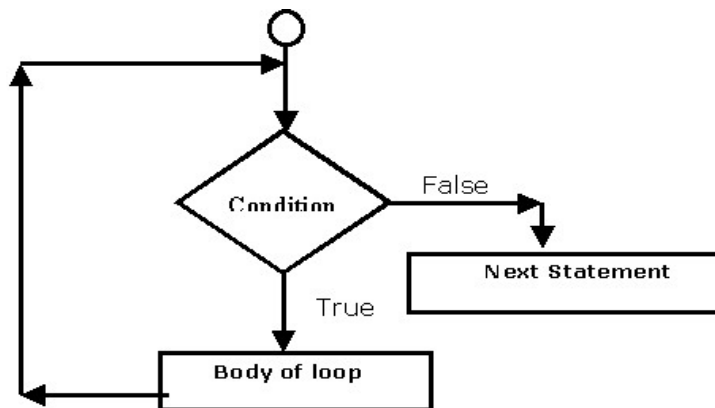 Condition
False
Next Statement
True
Body of loop